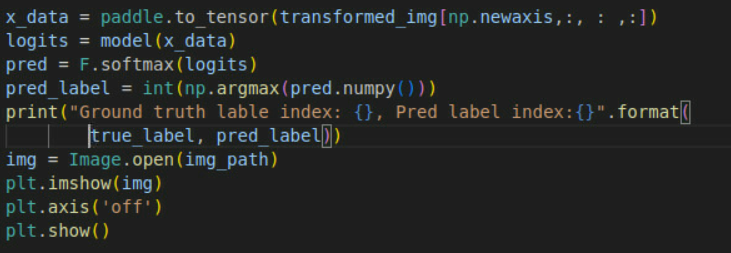 x_data = paddle.to_tensor(transformed_img[np.newaxis,:, : ,:])
logits = model(x_data)
pred = F.softmax(logits)
pred_label = int(np.argmax(pred.numpy()))
print("Ground truth lable index: {}, Pred label index:{}".format(
        true_label, pred_label))
img = Image.open(img_path)
plt.imshow(img)
plt.axis('off')
plt.show()